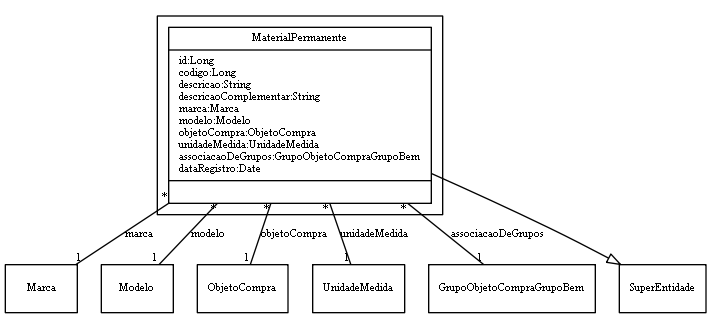 MaterialPermanente
id:Long
codigo:Long
descricao:String
descricaoComplementar:String
marca:Marca
modelo:Modelo
objetoCompra:ObjetoCompra
unidadeMedida:UnidadeMedida
associacaoDeGrupos:GrupoObjetoCompraGrupoBem
dataRegistro:Date
* * * * *
marca modelo objetoCompra unidadeMedida associacaoDeGrupos
1 1 1 1 1
Marca Modelo ObjetoCompra UnidadeMedida GrupoObjetoCompraGrupoBem SuperEntidade